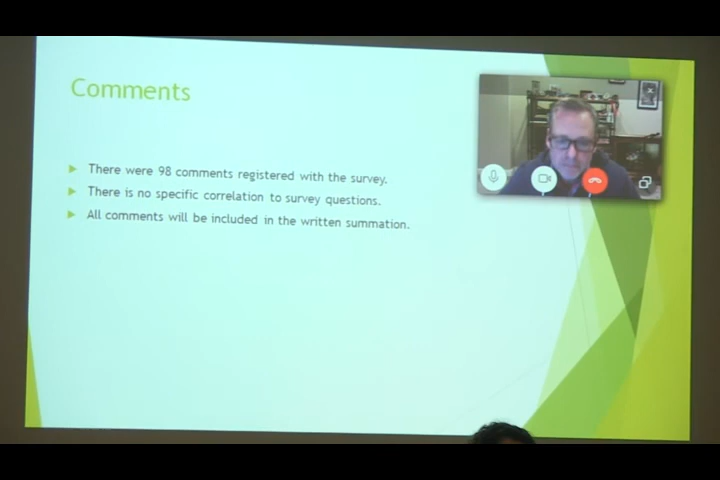 Comments
There were 98 comments registered with the survey.
There is no specific correlation to survey questions.
All comments will be included in the written summation.